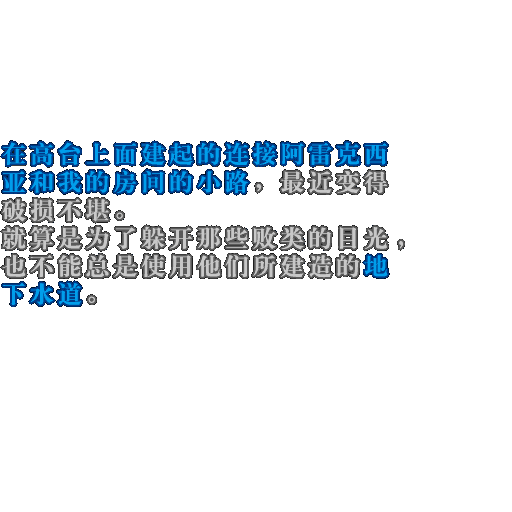 在高台上面建起的连接阿雷克西
亚和我的房间的小路，最近变得
破损不堪。
就算是为了躲开那些败类的目光，
也不能总是使用他们所建造的地
下水道。